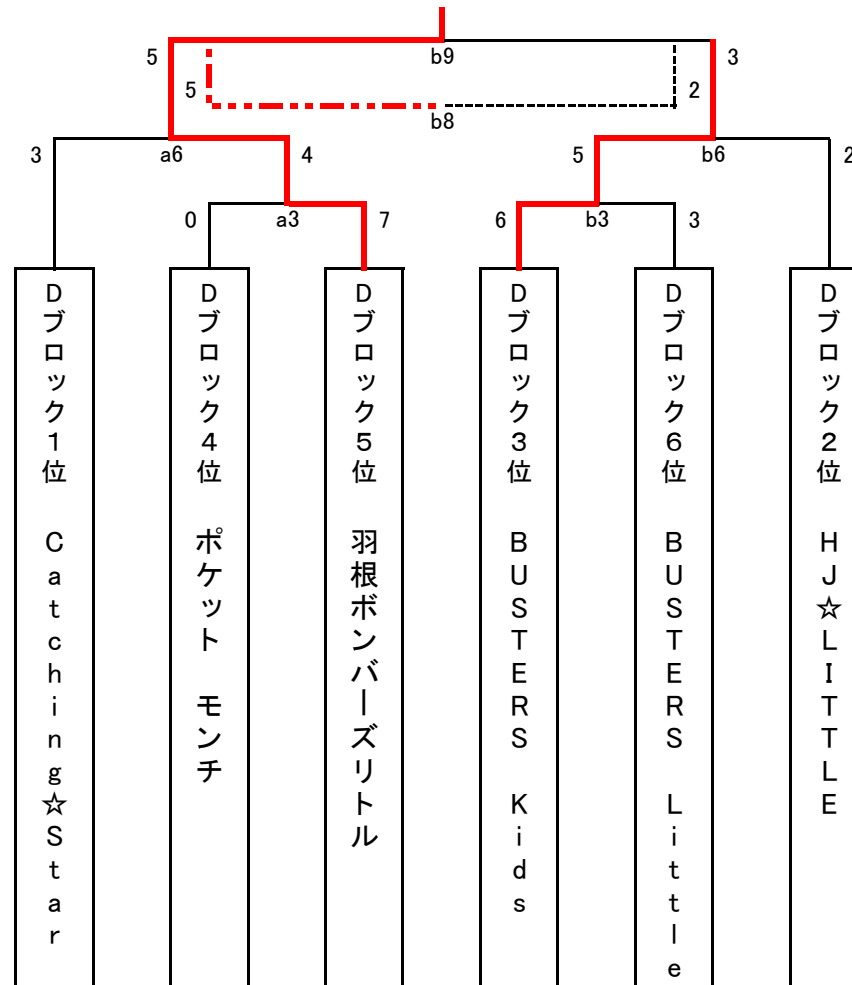 5
b9
3
5
2
b8
3
a6
4
5
b6
2
0
a3
7
6
b3
3
Dブロック1位 Catching☆Star
Dブロック4位 ポケット モンチ
Dブロック5位 羽根ボンバーズリトル
Dブロック3位 BUSTERS Kids
Dブロック6位 BUSTERS Little
Dブロック2位 HJ☆LITTLE